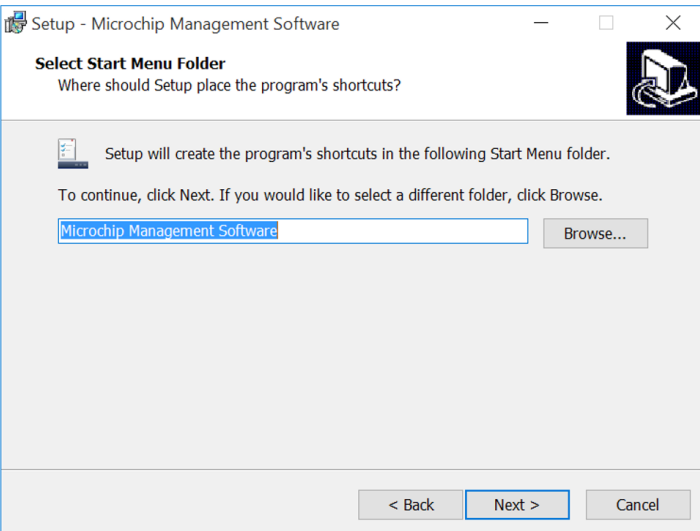 Setup - Microchip Management Software
Select Start Menu Folder
Where should Setup place the program's shortcuts?
Setup will create the program's shortcuts in the following Start Menu folder.
To continue, click Next. If you would like to select a different folder, click Browse.
Microchip Management Software
Browse...
< Back
Next >
Cancel